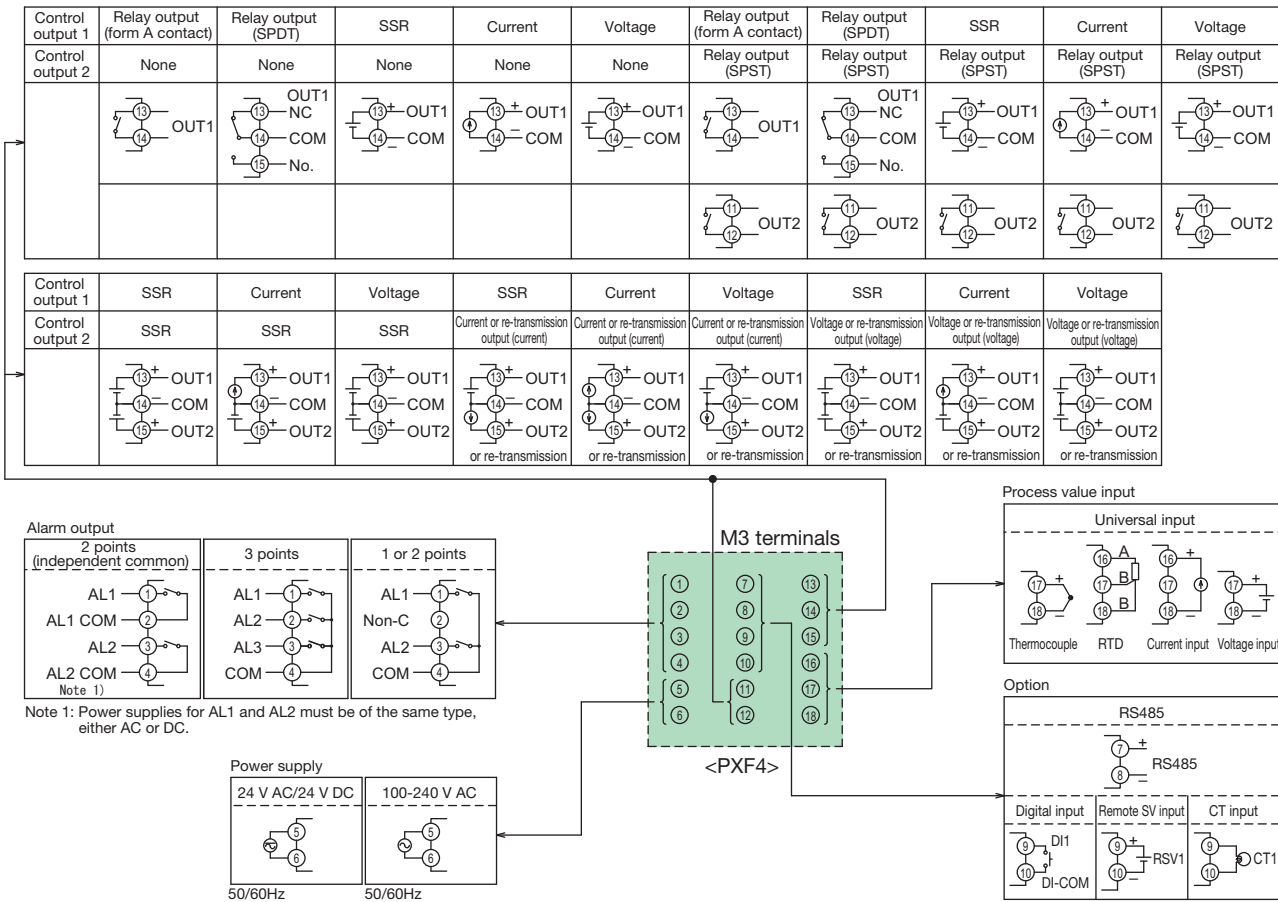 Control output 1
Relay output (form A contact)
Relay output (SPDT)
SSR
Current
Voltage
Relay output (form A contact)
Relay output (SPDT)
SSR
Current
Voltage
Control output 2
None
None
None
None
None
Relay output (SPST)
Relay output (SPST)
Relay output (SPST)
Relay output (SPST)
Relay output (SPST)
13
14
OUT1
OUT1
13 NC
14 COM
15 No.
13 + OUT1
14 – COM
13 + OUT1
14 – COM
13 + OUT1
14 – COM
13
14
OUT1
OUT1
13 NC
14 COM
15 No.
13 + OUT1
14 – COM
13 + OUT1
14 – COM
13 + OUT1
14 – COM
11
12
OUT2
11
12
OUT2
11
12
OUT2
11
12
OUT2
11
12
OUT2
Control output 1
SSR
Current
Voltage
SSR
Current
Voltage
SSR
Current
Voltage
Control output 2
SSR
SSR
SSR
Current or re-transmission output (current)
Current or re-transmission output (current)
Current or re-transmission output (current)
Voltage or re-transmission output (voltage)
Voltage or re-transmission output (voltage)
Voltage or re-transmission output (voltage)
13 + OUT1
14 – COM
15 + OUT2
13 + OUT1
14 – COM
15 + OUT2
13 + OUT1
14 – COM
15 + OUT2
13 + OUT1
14 – COM
15 + OUT2
or re-transmission
13 + OUT1
14 – COM
15 + OUT2
or re-transmission
13 + OUT1
14 – COM
15 + OUT2
or re-transmission
13 + OUT1
14 – COM
15 + OUT2
or re-transmission
13 + OUT1
14 – COM
15 + OUT2
or re-transmission
13 + OUT1
14 – COM
15 + OUT2
or re-transmission
Alarm output
2 points
(independent common)
AL1 1
AL1 COM 2
AL2 3
AL2 COM 4
Note 1)
3 points
AL1 1
AL2 2
AL3 3
COM 4
1 or 2 points
AL1 1
Non-C 2
AL2 3
COM 4
Note 1: Power supplies for AL1 and AL2 must be of the same type,
either AC or DC.
Power supply
24 V AC/24 V DC
5
6
50/60Hz
100-240 V AC
5
6
50/60Hz
M3 terminals
1 7 13
2 8 14
3 9 15
4 10 16
5 11 17
6 12 18
<PXF4>
Process value input
Universal input
17 +
18 –
Thermocouple
16 A
17 B
18 B
RTD
16 +
17
18 –
Current input
17 +
18 –
Voltage input
Option
RS485
7 +
8 –
RS485
Digital input
9 DI1
10 DI-COM
Remote SV input
9 +
10 –
RSV1
CT input
9
10
CT1